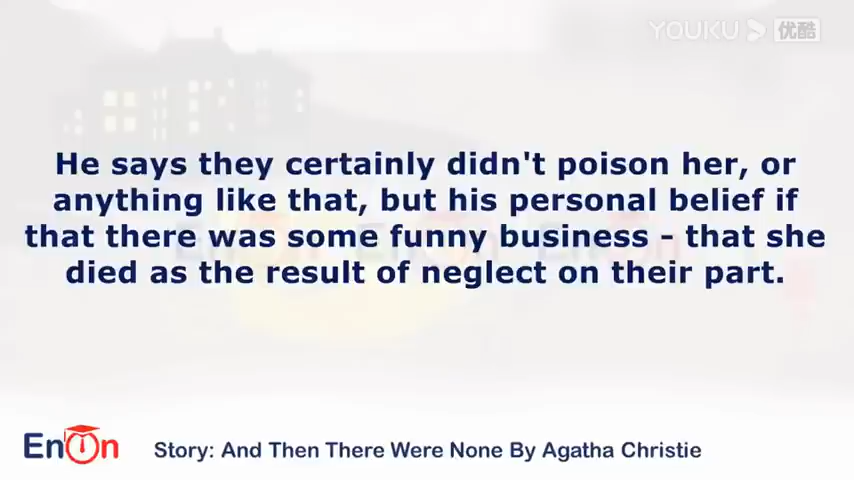 YOUKU 优酷
He says they certainly didn't poison her, or
anything like that, but his personal belief if
that there was some funny business – that she
died as the result of neglect on their part.
EnOn
Story: And Then There Were None By Agatha Christie